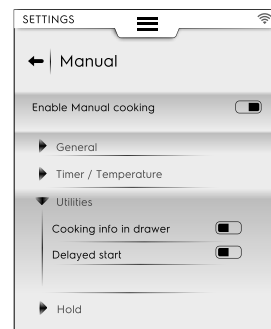 SETTINGS
Manual
Enable Manual cooking
General
Timer / Temperature
Utilities
Cooking info in drawer
Delayed start
Hold